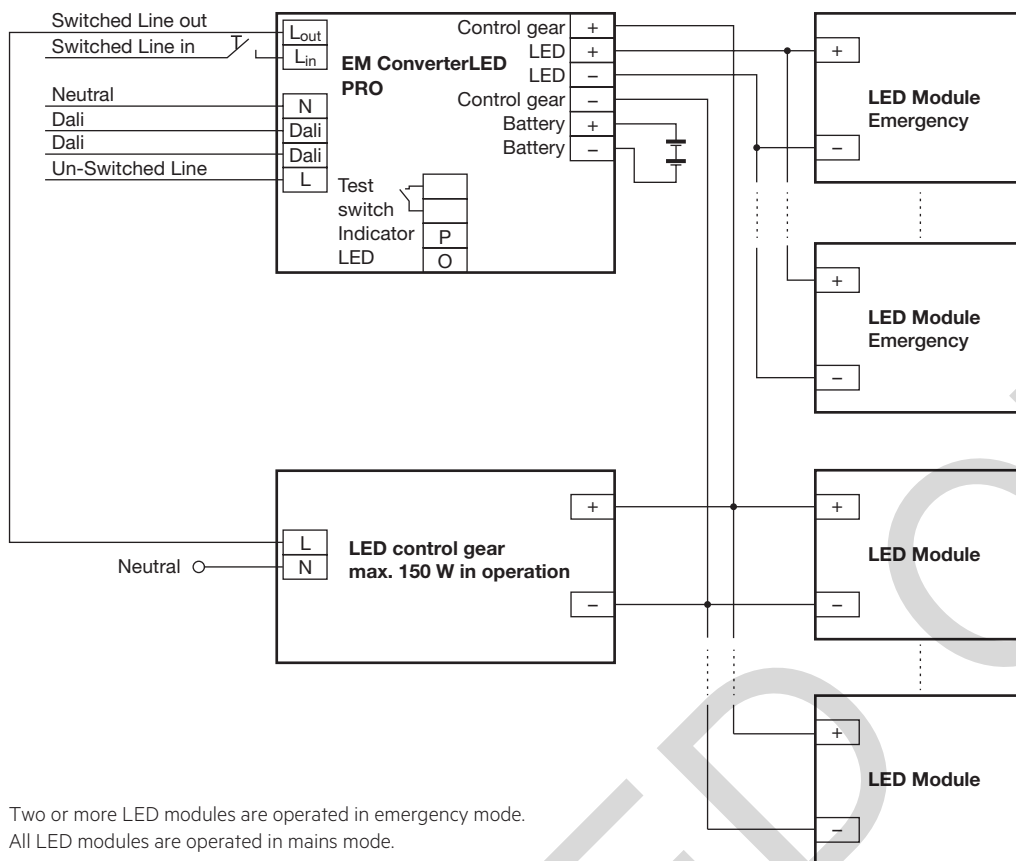 Switched Line out
Switched Line in
Neutral
Dali
Dali
Un-Switched Line
Lout
Lin
N
Dali
Dali
L
EM ConverterLED
PRO
Test
switch
Indicator
LED
P
O
Control gear +
LED +
LED −
Control gear −
Battery +
Battery −
+
−
LED Module
Emergency
+
−
LED Module
Emergency
Neutral
L
N
LED control gear
max. 150 W in operation
+
−
+
−
LED Module
+
−
LED Module
Two or more LED modules are operated in emergency mode.
All LED modules are operated in mains mode.